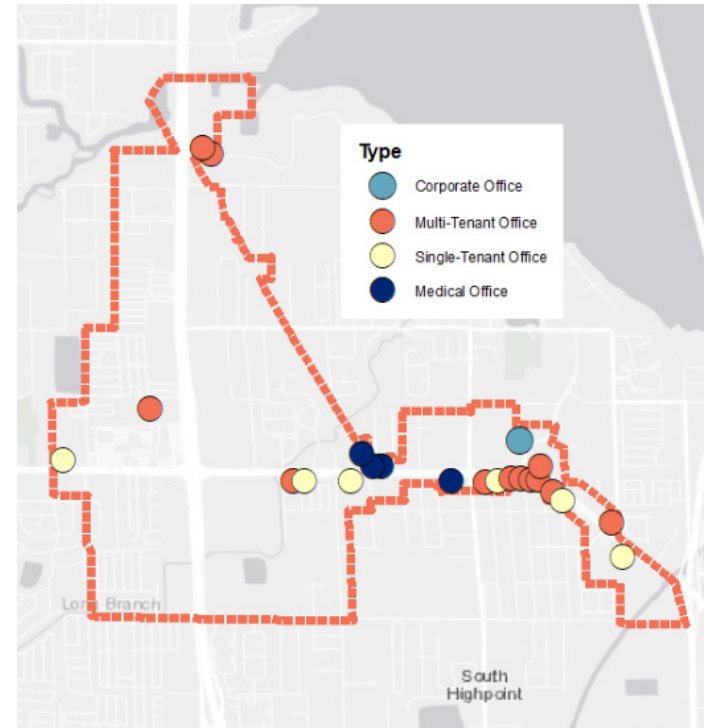 Type
Corporate Office
Multi-Tenant Office
Single-Tenant Office
Medical Office
Long Branch
South
Highpoint